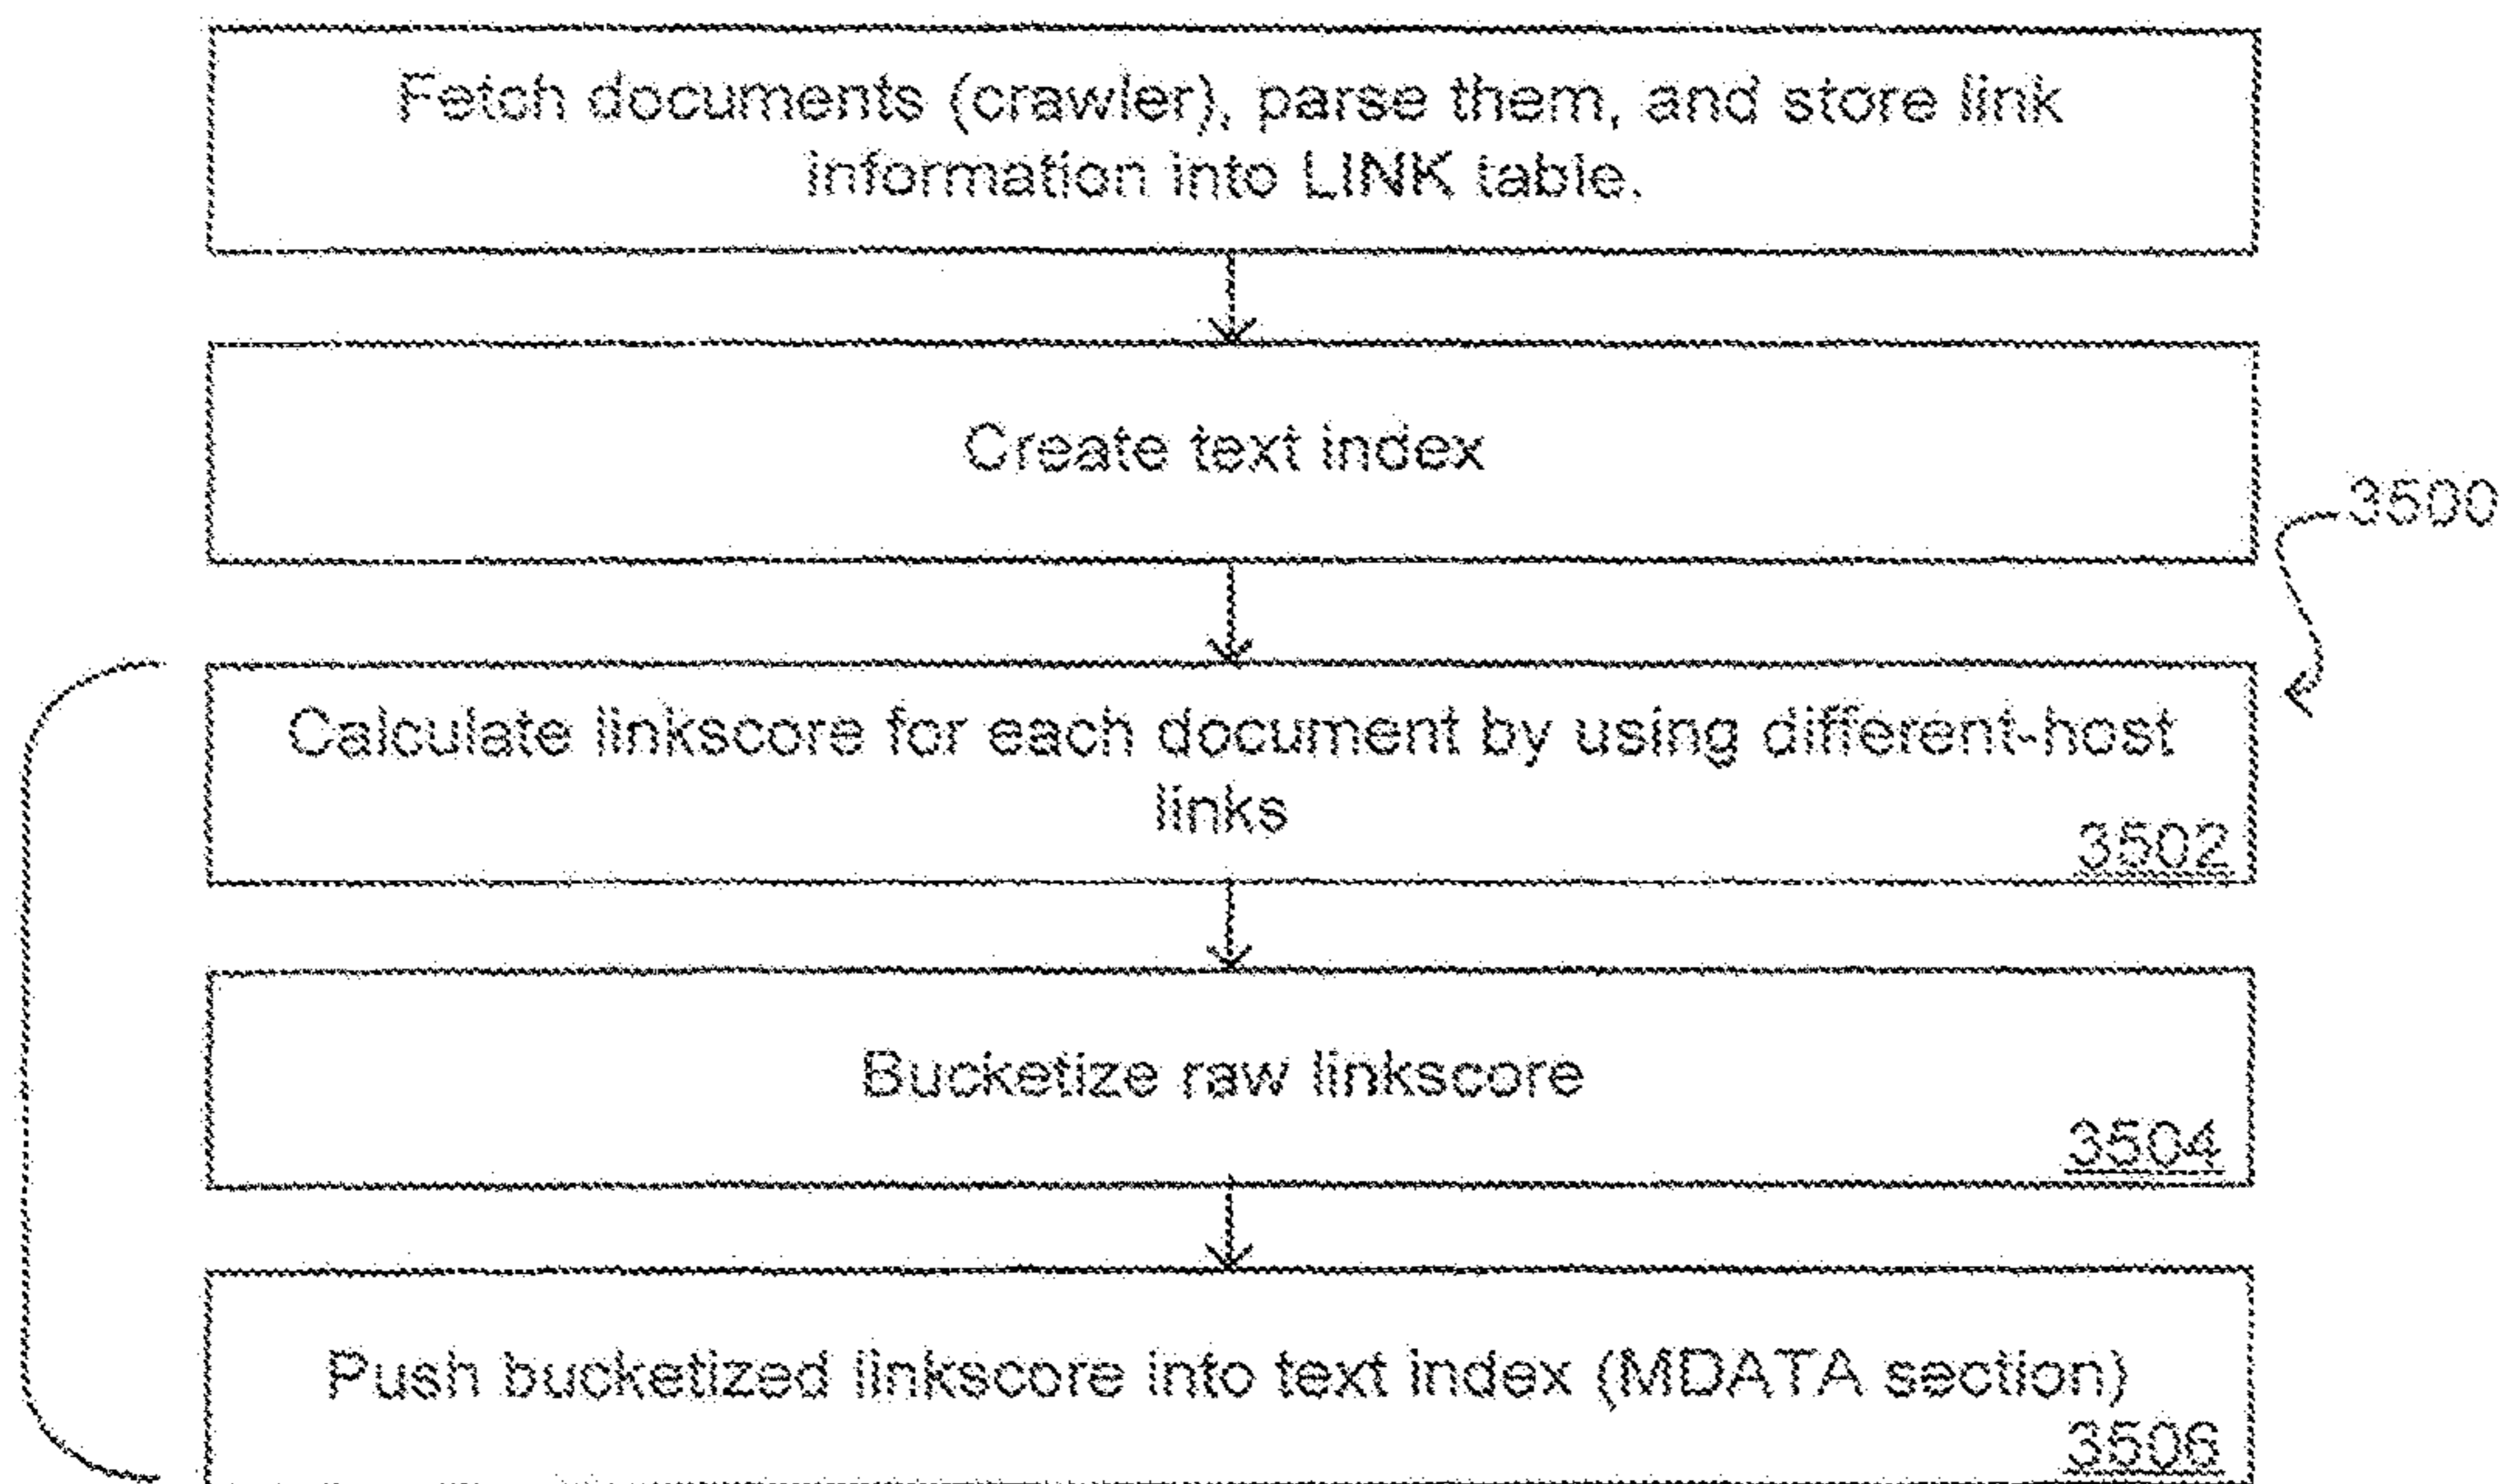 Fetch documents (crawler), parse them, and store link
information into LINK table.
Create text index
3500
Calculate linkscore for each document by using different-host
links
3502
Bucketize raw linkscore
3504
Push bucketized linkscore into text index (MDATA section)
3506